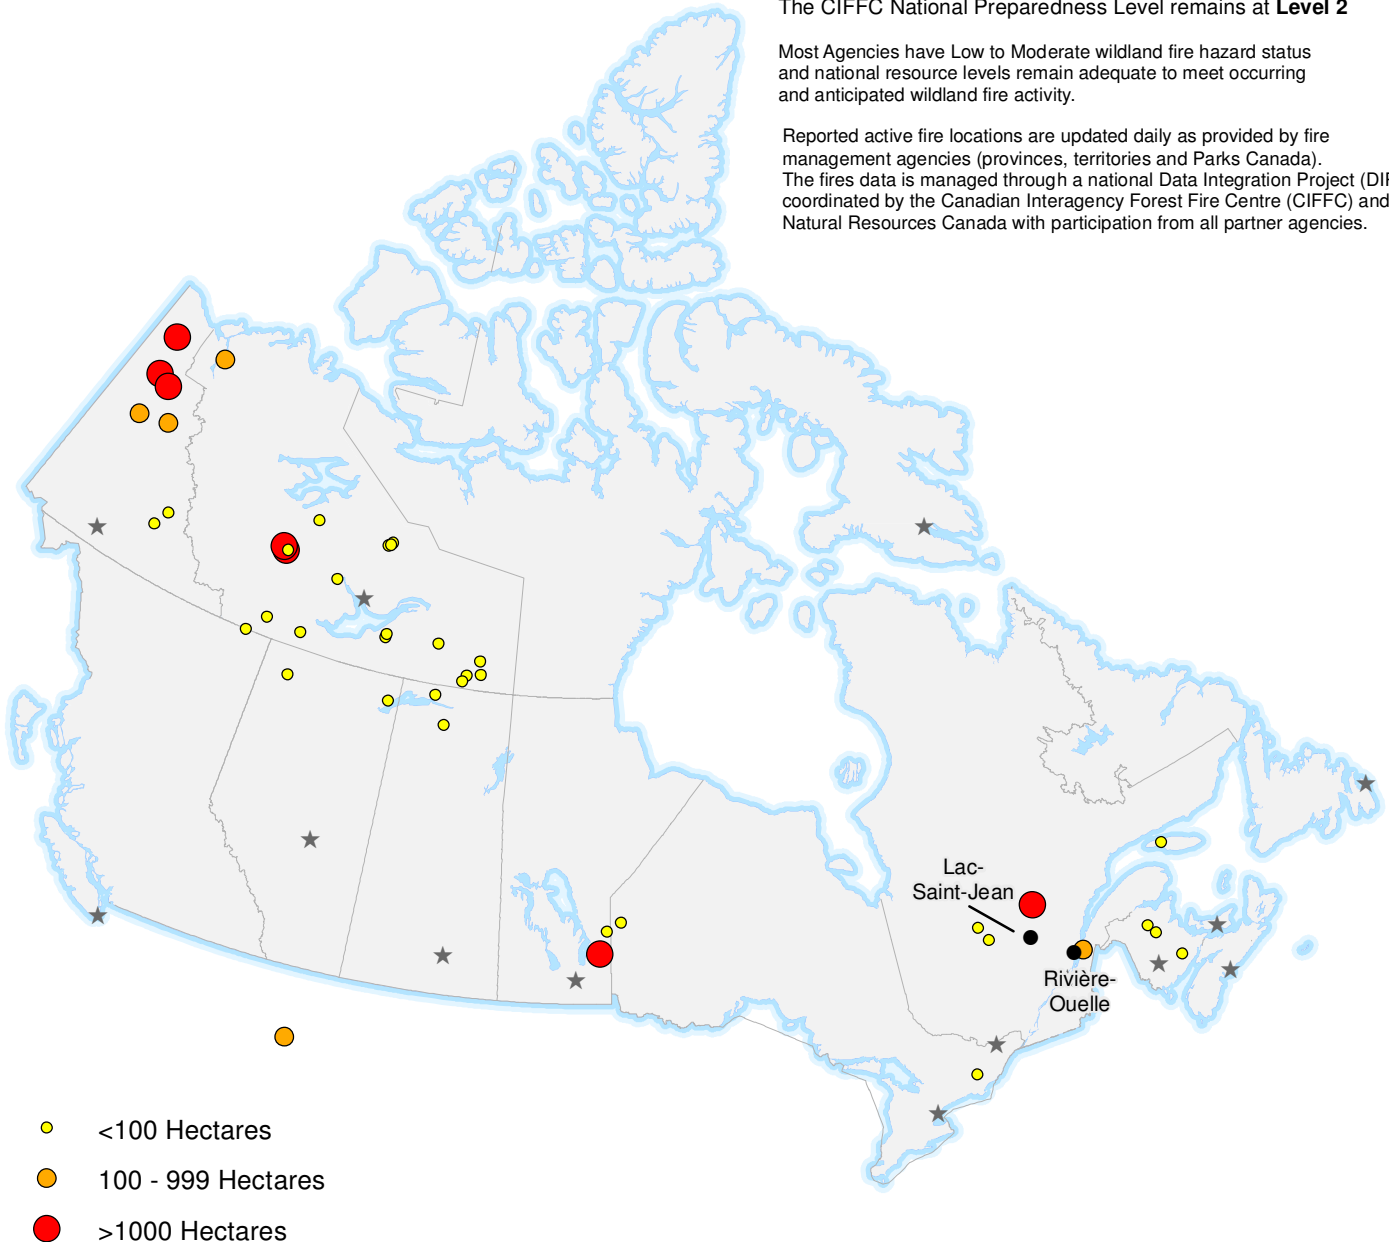 The CIFFC National Preparedness Level remains at Level 2
Most Agencies have Low to Moderate wildland fire hazard status
and national resource levels remain adequate to meet occurring
and anticipated wildland fire activity.
Reported active fire locations are updated daily as provided by fire
management agencies (provinces, territories and Parks Canada).
The fires data is managed through a national Data Integration Project
coordinated by the Canadian Interagency Forest Fire Centre (CIFFC) and
Natural Resources Canada with participation from all partner agencies.
Lac-
Saint-Jean
Rivière-
Ouelle
<100 Hectares
100 - 999 Hectares
>1000 Hectares